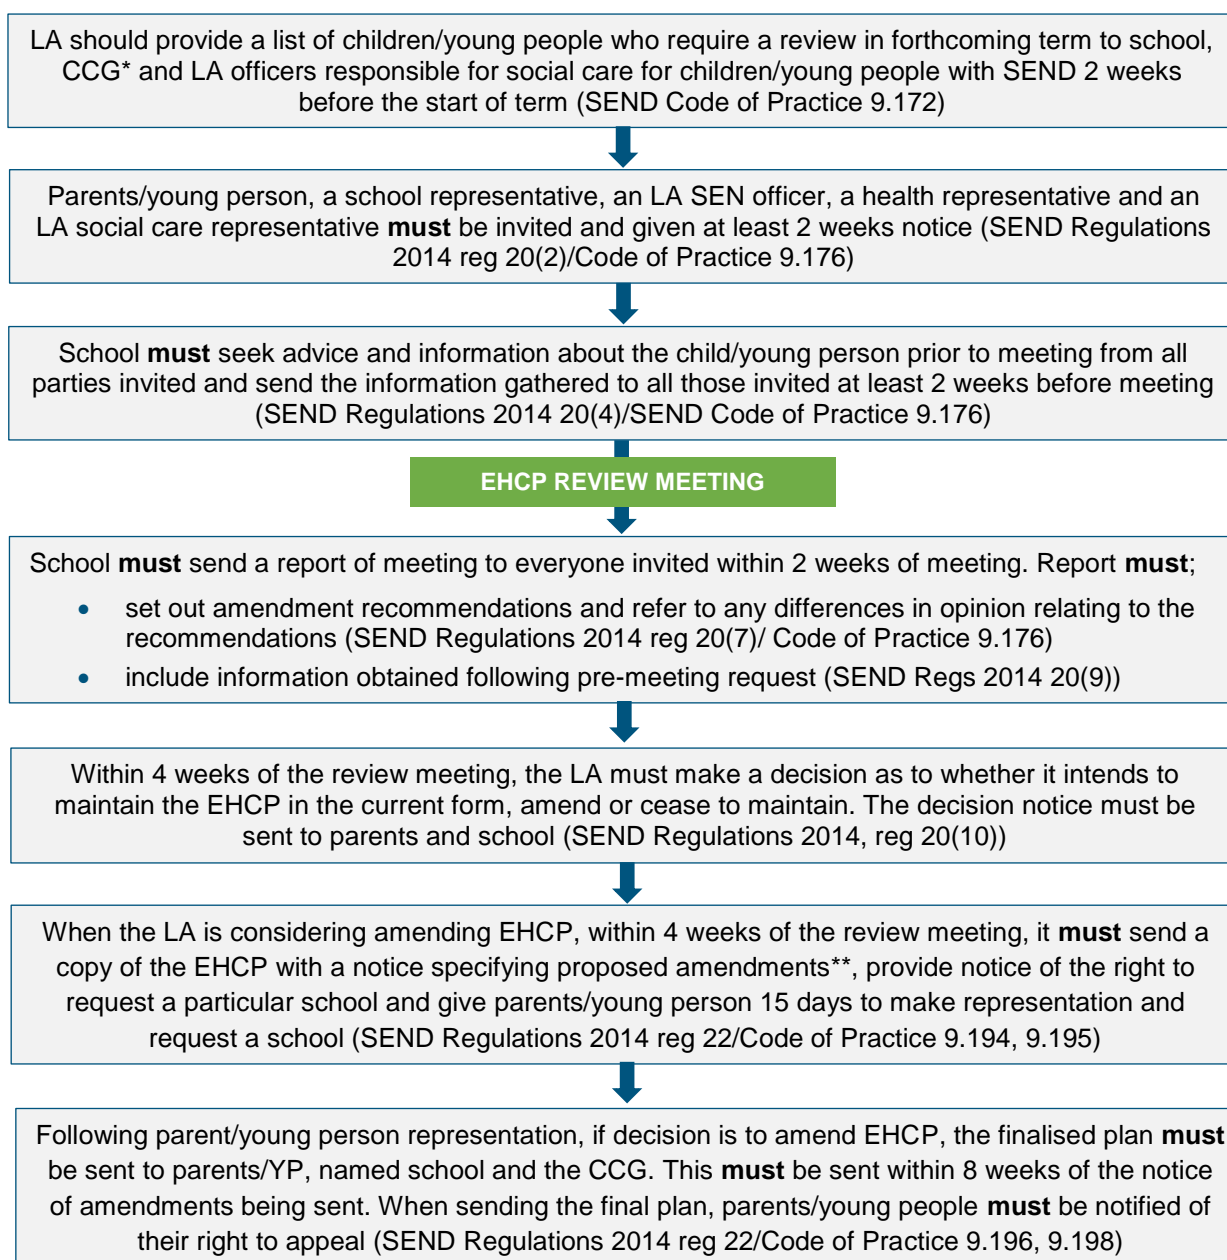 LA should provide a list of children/young people who require a review in forthcoming term to school,
CCG* and LA officers responsible for social care for children/young people with SEND 2 weeks
before the start of term (SEND Code of Practice 9.172)
Parents/young person, a school representative, an LA SEN officer, a health representative and an
LA social care representative must be invited and given at least 2 weeks notice (SEND Regulations
2014 reg 20(2)/Code of Practice 9.176)
School must seek advice and information about the child/young person prior to meeting from all
parties invited and send the information gathered to all those invited at least 2 weeks before meeting
(SEND Regulations 2014 20(4)/SEND Code of Practice 9.176)
EHCP REVIEW MEETING
School must send a report of meeting to everyone invited within 2 weeks of meeting. Report must;
• set out amendment recommendations and refer to any differences in opinion relating to the
recommendations (SEND Regulations 2014 reg 20(7)/ Code of Practice 9.176)
• include information obtained following pre-meeting request (SEND Regs 2014 20(9))
Within 4 weeks of the review meeting, the LA must make a decision as to whether it intends to
maintain the EHCP in the current form, amend or cease to maintain. The decision notice must be
sent to parents and school (SEND Regulations 2014, reg 20(10))
When the LA is considering amending EHCP, within 4 weeks of the review meeting, it must send a
copy of the EHCP with a notice specifying proposed amendments**, provide notice of the right to
request a particular school and give parents/young person 15 days to make representation and
request a school (SEND Regulations 2014 reg 22/Code of Practice 9.194, 9.195)
Following parent/young person representation, if decision is to amend EHCP, the finalised plan must
be sent to parents/YP, named school and the CCG. This must be sent within 8 weeks of the notice
of amendments being sent. When sending the final plan, parents/young people must be notified of
their right to appeal (SEND Regulations 2014 reg 22/Code of Practice 9.196, 9.198)